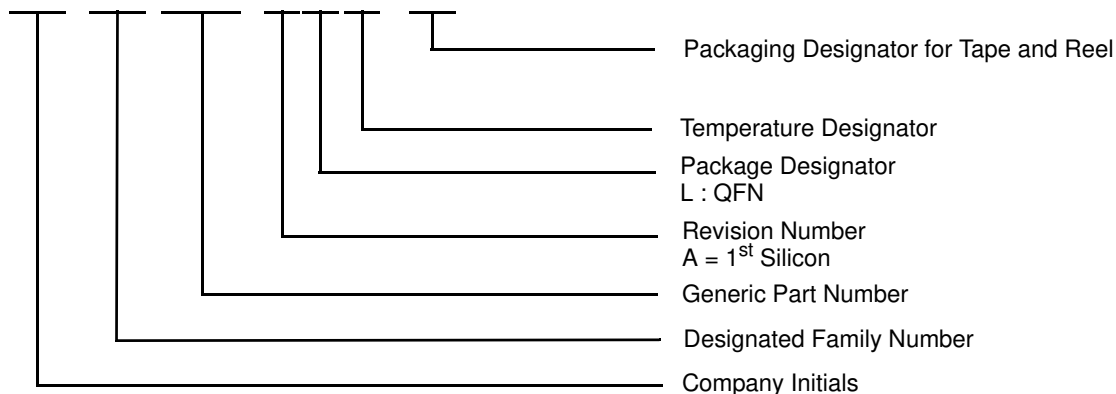 Packaging Designator for Tape and Reel
Temperature Designator
Package Designator
L : QFN
Revision Number
A = 1st Silicon
Generic Part Number
Designated Family Number
Company Initials